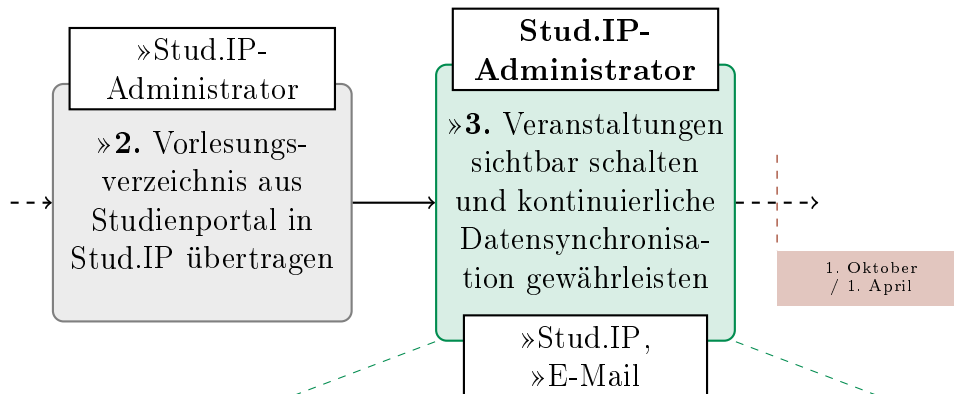 »Stud.IP-
Administrator
»2. Vorlesungs-
verzeichnis aus
Studienportal in
Stud.IP übertragen
Stud.IP-
Administrator
»3. Veranstaltungen
sichtbar schalten
und kontinuierliche
Datensynchronisa-
tion gewährleisten
»Stud.IP,
»E-Mail
1. Oktober
/ 1. April